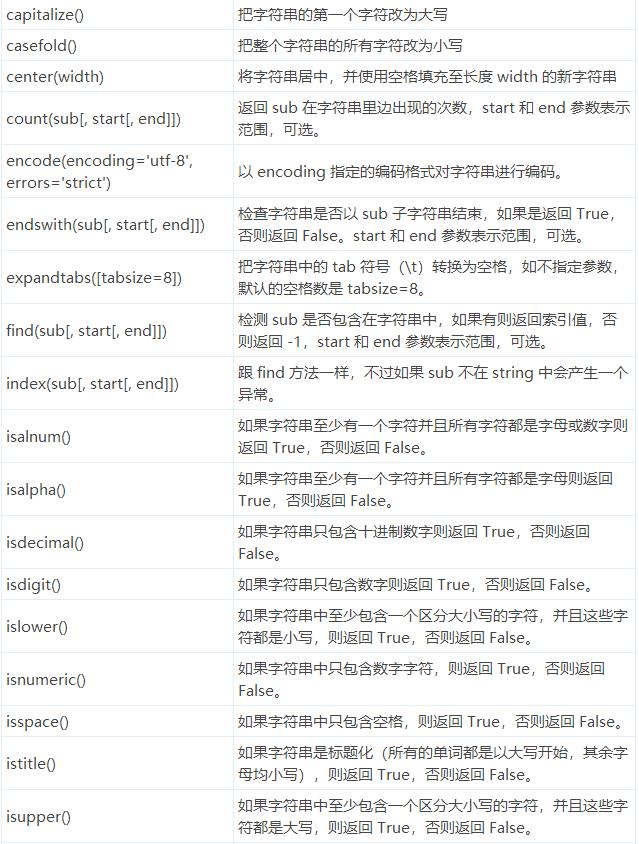 capitalize()
把字符串的第一个字符改为大写
casefold()
把整个字符串的所有字符改为小写
center(width)
将字符串居中，并使用空格填充至长度 width 的新字符串
count(sub[, start[, end]])
返回 sub 在字符串里边出现的次数，start 和 end 参数表示
范围，可选。
encode(encoding='utf-8',
errors='strict')
以 encoding 指定的编码格式对字符串进行编码。
endswith(sub[, start[, end]])
检查字符串是否以 sub 子字符串结束，如果是返回 True，
否则返回 False。start 和 end 参数表示范围，可选。
expandtabs([tabsize=8])
把字符串中的 tab 符号（\t）转换为空格，如不指定参数，
默认的空格数是 tabsize=8。
find(sub[, start[, end]])
检测 sub 是否包含在字符串中，如果有则返回索引值，否
则返回 -1，start 和 end 参数表示范围，可选。
index(sub[, start[, end]])
跟 find 方法一样，不过如果 sub 不在 string 中会产生一个
异常。
isalnum()
如果字符串至少有一个字符并且所有字符都是字母或数字则
返回 True，否则返回 False。
isalpha()
如果字符串至少有一个字符并且所有字符都是字母则返回
True，否则返回 False。
isdecimal()
如果字符串只包含十进制数字则返回 True，否则返回
False。
isdigit()
如果字符串只包含数字则返回 True，否则返回 False。
islower()
如果字符串中至少包含一个区分大小写的字符，并且这些字
符都是小写，则返回 True，否则返回 False。
isnumeric()
如果字符串中只包含数字字符，则返回 True，否则返回
False。
isspace()
如果字符串中只包含空格，则返回 True，否则返回 False。
istitle()
如果字符串是标题化（所有的单词都是以大写开始，其余字
母均小写），则返回 True，否则返回 False。
isupper()
如果字符串中至少包含一个区分大小写的字符，并且这些字
符都是大写，则返回 True，否则返回 False。